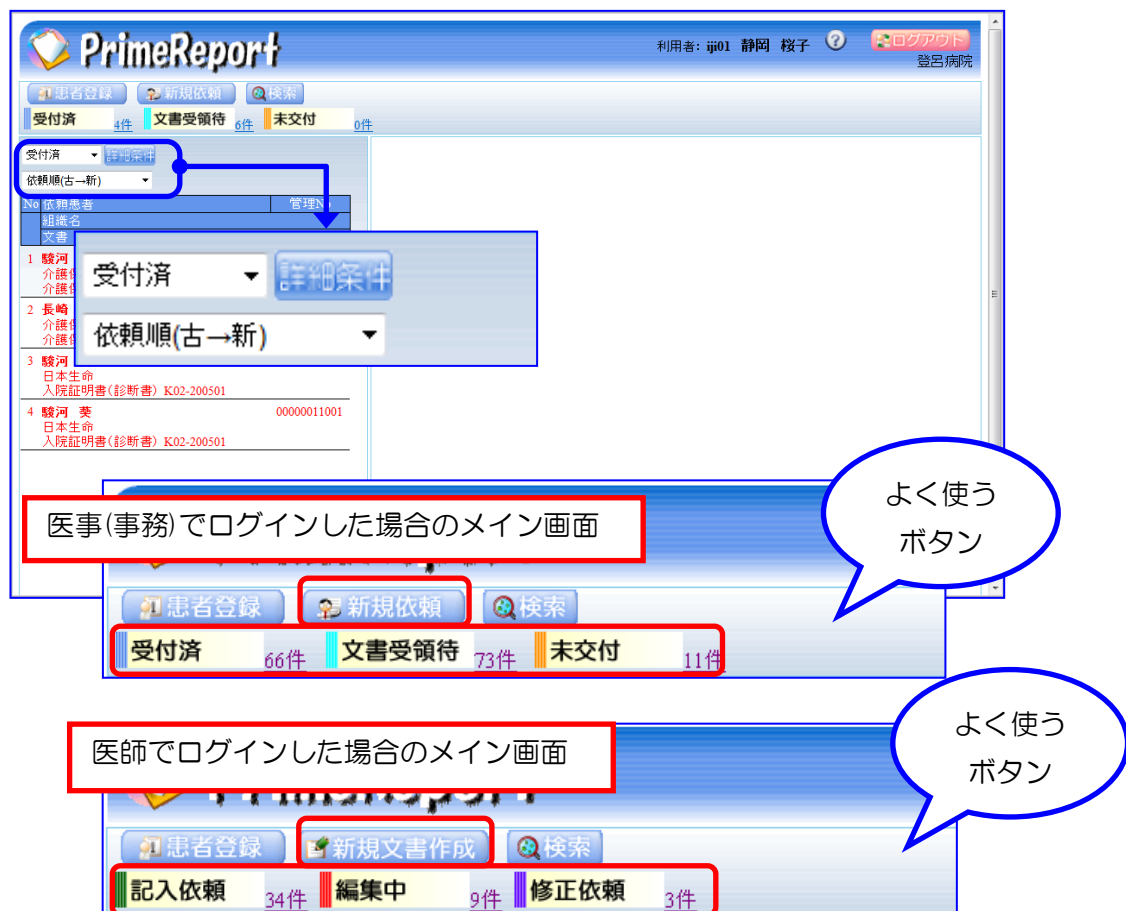 PrimeReport
利用者: iji01 静岡 桜子
ログアウト
登呂病院
患者登録 新規依頼 検索
受付済 4件 文書受領待 6件 未交付 0件
受付済 詳細条件
依頼順(古→新)
No 依頼患者 管理No
組織名
文書
受付済 詳細条件
依頼順(古→新)
1 駿河
介護
介護
2 長崎
介護
介護
3 駿河
日本生命
入院証明書(診断書) K02-200501
4 駿河 葵 00000011001
日本生命
入院証明書(診断書) K02-200501
よく使う
ボタン
医事(事務)でログインした場合のメイン画面
患者登録 新規依頼 検索
受付済 66件 文書受領待 73件 未交付 11件
よく使う
ボタン
医師でログインした場合のメイン画面
患者登録 新規文書作成 検索
記入依頼 34件 編集中 9件 修正依頼 3件